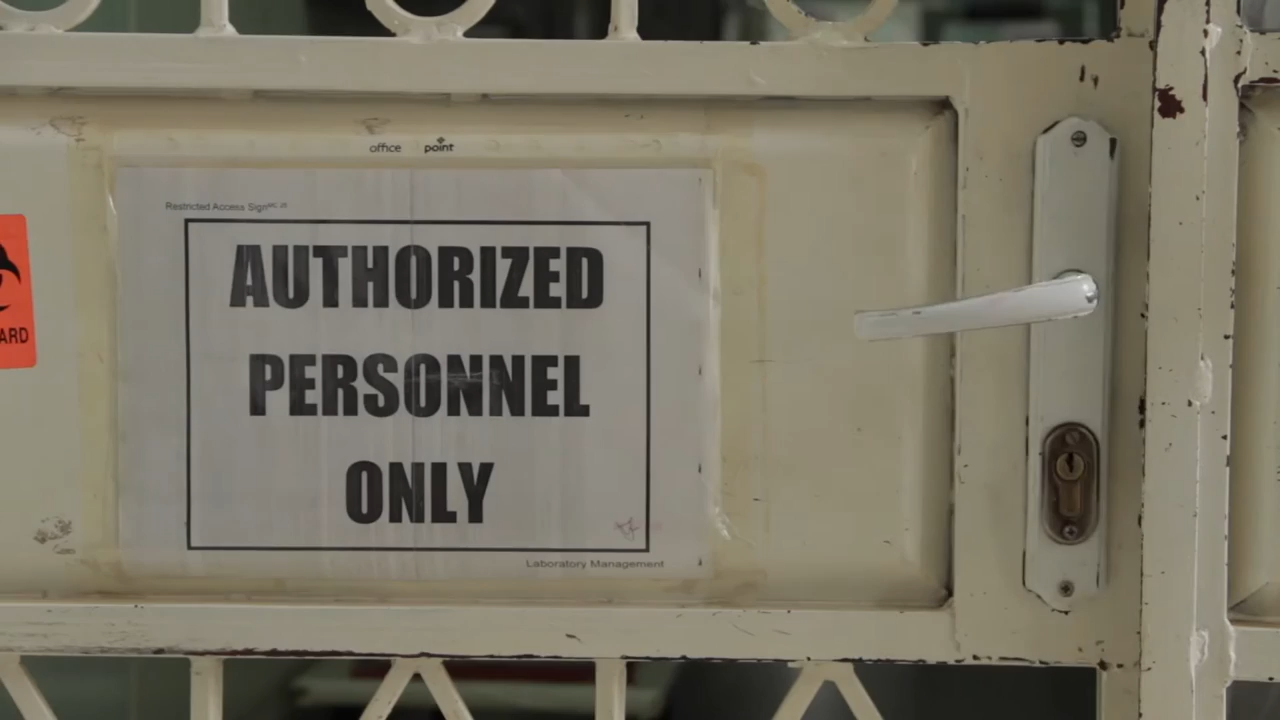 office point
Restricted Access Sign
AUTHORIZED
PERSONNEL
ONLY
ARD
Laboratory Management